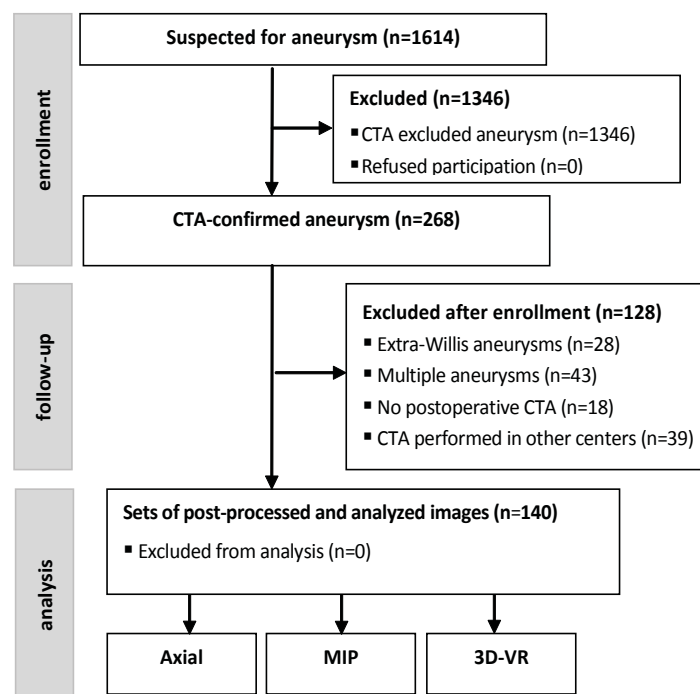 enrollment
Suspected for aneurysm (n=1614)
Excluded (n=1346)
▪ CTA excluded aneurysm (n=1346)
▪ Refused participation (n=0)
CTA-confirmed aneurysm (n=268)
follow-up
Excluded after enrollment (n=128)
▪ Extra-Willis aneurysms (n=28)
▪ Multiple aneurysms (n=43)
▪ No postoperative CTA (n=18)
▪ CTA performed in other centers (n=39)
analysis
Sets of post-processed and analyzed images (n=140)
▪ Excluded from analysis (n=0)
Axial
MIP
3D-VR